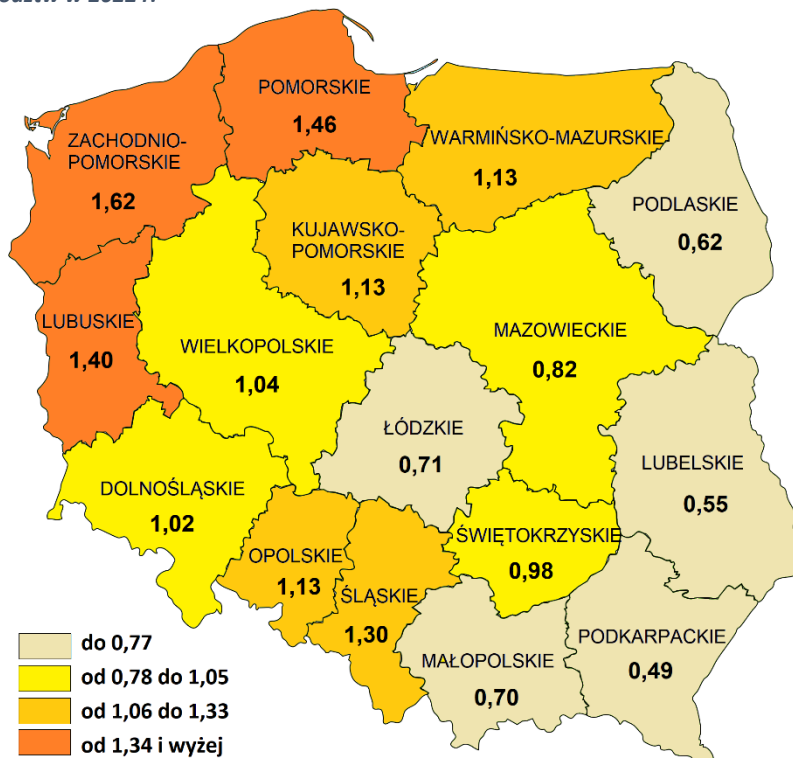 w 2022 r.
POMORSKIE
1,46
ZACHODNIO-
POMORSKIE
1,62
WARMIŃSKO-MAZURSKIE
1,13
PODLASKIE
0,62
KUJAWSKO-
POMORSKIE
1,13
LUBUSKIE
1,40
WIELKOPOLSKIE
1,04
MAZOWIECKIE
0,82
ŁÓDZKIE
0,71
LUBELSKIE
0,55
DOLNOŚLĄSKIE
1,02
OPOLSKIE
1,13
ŚLĄSKIE
1,30
ŚWIĘTOKRZYSKIE
0,98
MAŁOPOLSKIE
0,70
PODKARPACKIE
0,49
do 0,77
od 0,78 do 1,05
od 1,06 do 1,33
od 1,34 i wyżej